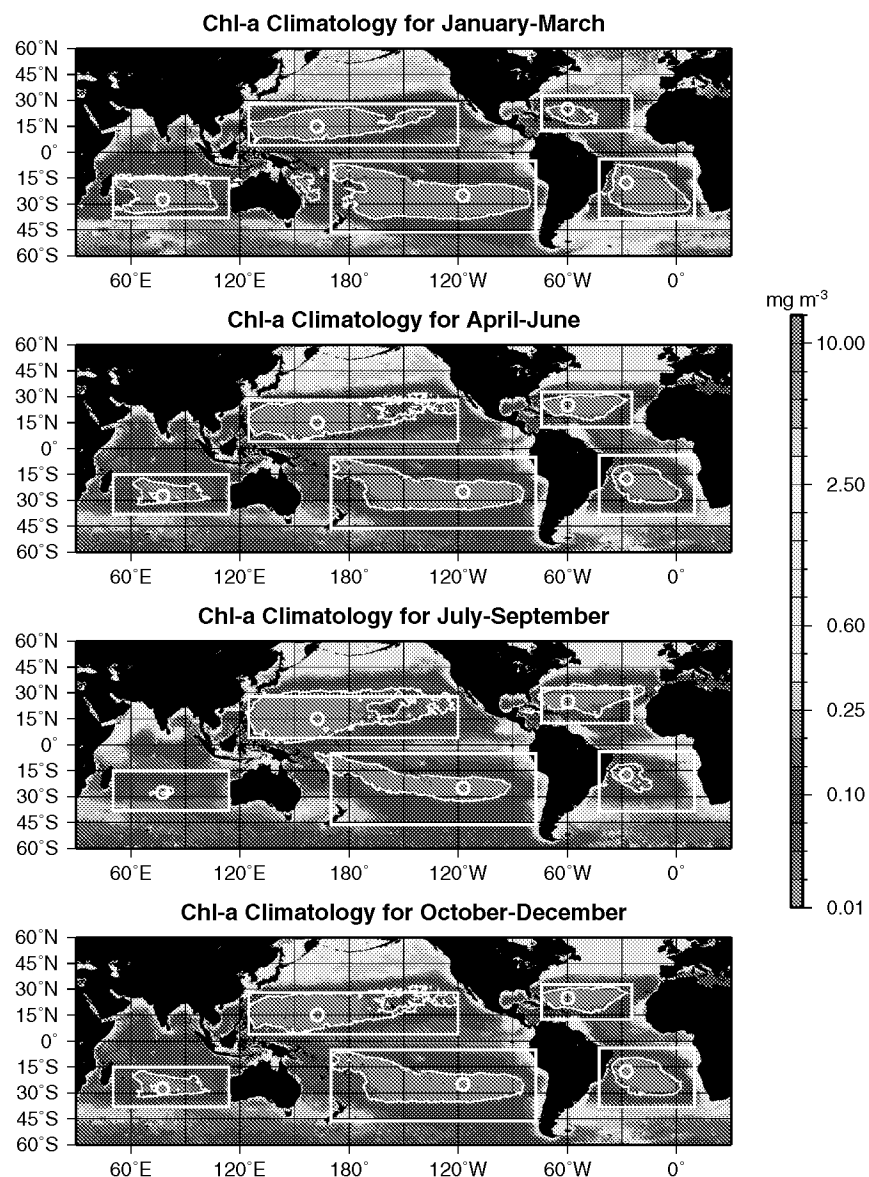 Chl-a Climatology for January-March
60˚N
45˚N
30˚N
15˚N
0˚
15˚S
30˚S
45˚S
60˚S
60˚E 120˚E 180˚ 120˚W 60˚W 0˚
Chl-a Climatology for April-June
60˚N
45˚N
30˚N
15˚N
0˚
15˚S
30˚S
45˚S
60˚S
60˚E 120˚E 180˚ 120˚W 60˚W 0˚
Chl-a Climatology for July-September
60˚N
45˚N
30˚N
15˚N
0˚
15˚S
30˚S
45˚S
60˚S
60˚E 120˚E 180˚ 120˚W 60˚W 0˚
Chl-a Climatology for October-December
60˚N
45˚N
30˚N
15˚N
0˚
15˚S
30˚S
45˚S
60˚S
60˚E 120˚E 180˚ 120˚W 60˚W 0˚
mg m⁻³
10.00
2.50
0.60
0.25
0.10
0.01